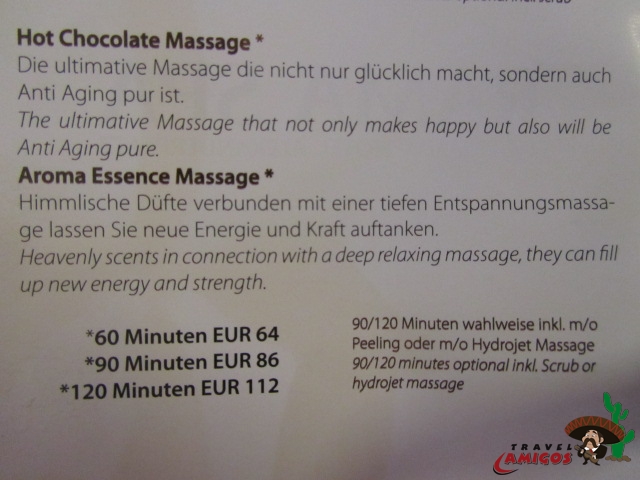 Hot Chocolate Massage *
Die ultimative Massage die nicht nur glücklich macht, sondern auch
Anti Aging pur ist.
The ultimative Massage that not only makes happy but also will be
Anti Aging pure.
Aroma Essence Massage *
Himmlische Düfte verbunden mit einer tiefen Entspannungsmassa-
ge lassen Sie neue Energie und Kraft auftanken.
Heavenly scents in connection with a deep relaxing massage, they can fill
up new energy and strength.
*60 Minuten EUR 64
*90 Minuten EUR 86
*120 Minuten EUR 112
90/120 Minuten wahlweise inkl. m/o
Peeling oder m/o Hydrojet Massage
90/120 minutes optional inkl. Scrub or
hydrojet massage
TRAVEL
AMIGOS